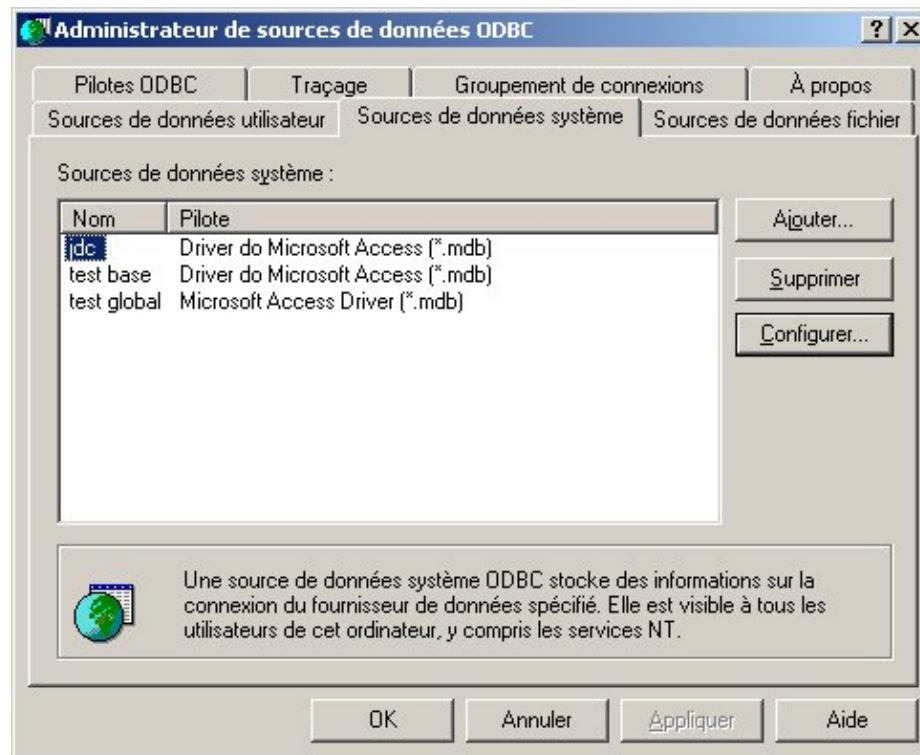 Administrateur de sources de données ODBC
Pilotes ODBC Traçage Groupement de connexions À propos
Sources de données utilisateur Sources de données système Sources de données fichier
Sources de données système :
Nom Pilote
jdc Driver do Microsoft Access (*.mdb)
test base Driver do Microsoft Access (*.mdb)
test global Microsoft Access Driver (*.mdb)
Ajouter...
Supprimer
Configurer...
Une source de données système ODBC stocke des informations sur la
connexion du fournisseur de données spécifié. Elle est visible à tous les
utilisateurs de cet ordinateur, y compris les services NT.
OK Annuler Appliquer Aide